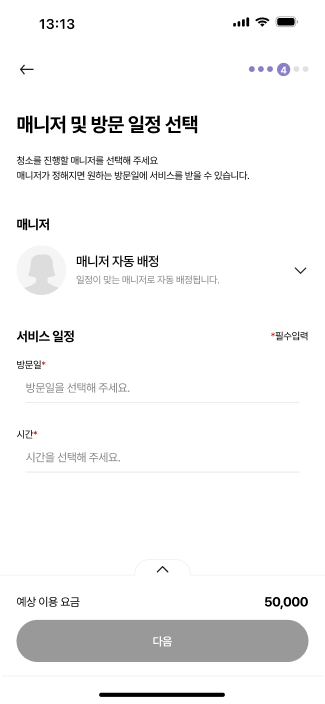 13:13
4
매니저 및 방문 일정 선택
청소를 진행할 매니저를 선택해 주세요
매니저가 정해지면 원하는 방문일에 서비스를 받을 수 있습니다.
매니저
매니저 자동 배정
일정이 맞는 매니저로 자동 배정됩니다.
서비스 일정 *필수입력
방문일*
방문일을 선택해 주세요.
시간*
시간을 선택해 주세요.
예상 이용 요금 50,000
다음